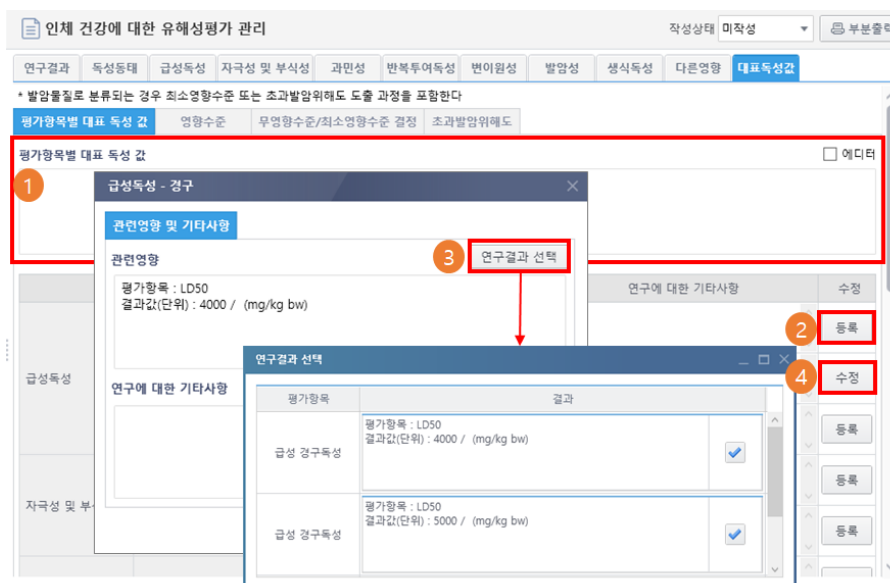 인체 건강에 대한 유해성평가 관리
작성상태 미작성 부분출력
연구결과 독성동태 급성독성 자극성 및 부식성 과민성 반복투여독성 변이원성 발암성 생식독성 다른영향 대표독성값
* 발암물질로 분류되는 경우 최소영향수준 또는 초과발암위해도 도출 과정을 포함한다
평가항목별 대표 독성 값 영향수준 무영향수준/최소영향수준 결정 초과발암위해도
평가항목별 대표 독성 값 에디터
1
급성독성 - 경구
관련영향 및 기타사항
관련영향
3 연구결과 선택
평가항목 : LD50
결과값(단위) : 4000 / (mg/kg bw)
연구에 대한 기타사항 수정
2 등록
급성독성
4 수정
연구에 대한 기타사항
등록
등록
자극성 및 부
등록
연구결과 선택
평가항목 결과
급성 경구독성
평가항목 : LD50
결과값(단위) : 4000 / (mg/kg bw)
급성 경구독성
평가항목 : LD50
결과값(단위) : 5000 / (mg/kg bw)